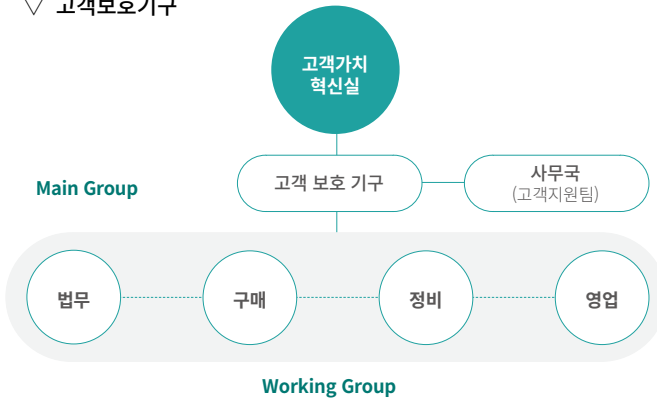 ▽ 고객보호기구
고객가치
혁신실
Main Group
고객 보호 기구
사무국
(고객지원팀)
법무
구매
정비
영업
Working Group